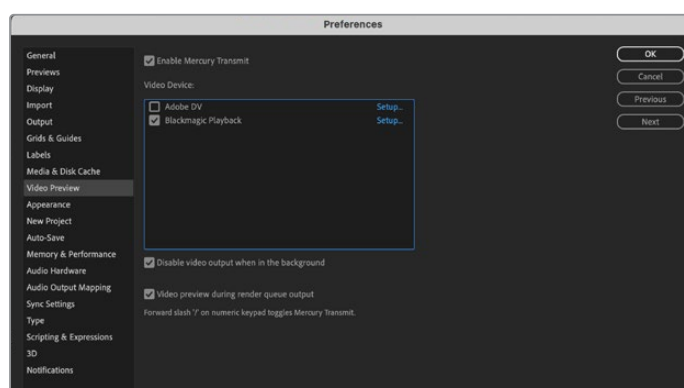 Preferences
General
Previews
Display
Import
Output
Grids & Guides
Labels
Media & Disk Cache
Video Preview
Appearance
New Project
Auto-Save
Memory & Performance
Audio Hardware
Audio Output Mapping
Sync Settings
Type
Scripting & Expressions
3D
Notifications
Enable Mercury Transmit
Video Device:
Adobe DV Setup...
Blackmagic Playback Setup...
Disable video output when in the background
Video preview during render queue output
Forward slash '/' on numeric keypad toggles Mercury Transmit.
OK
Cancel
Previous
Next